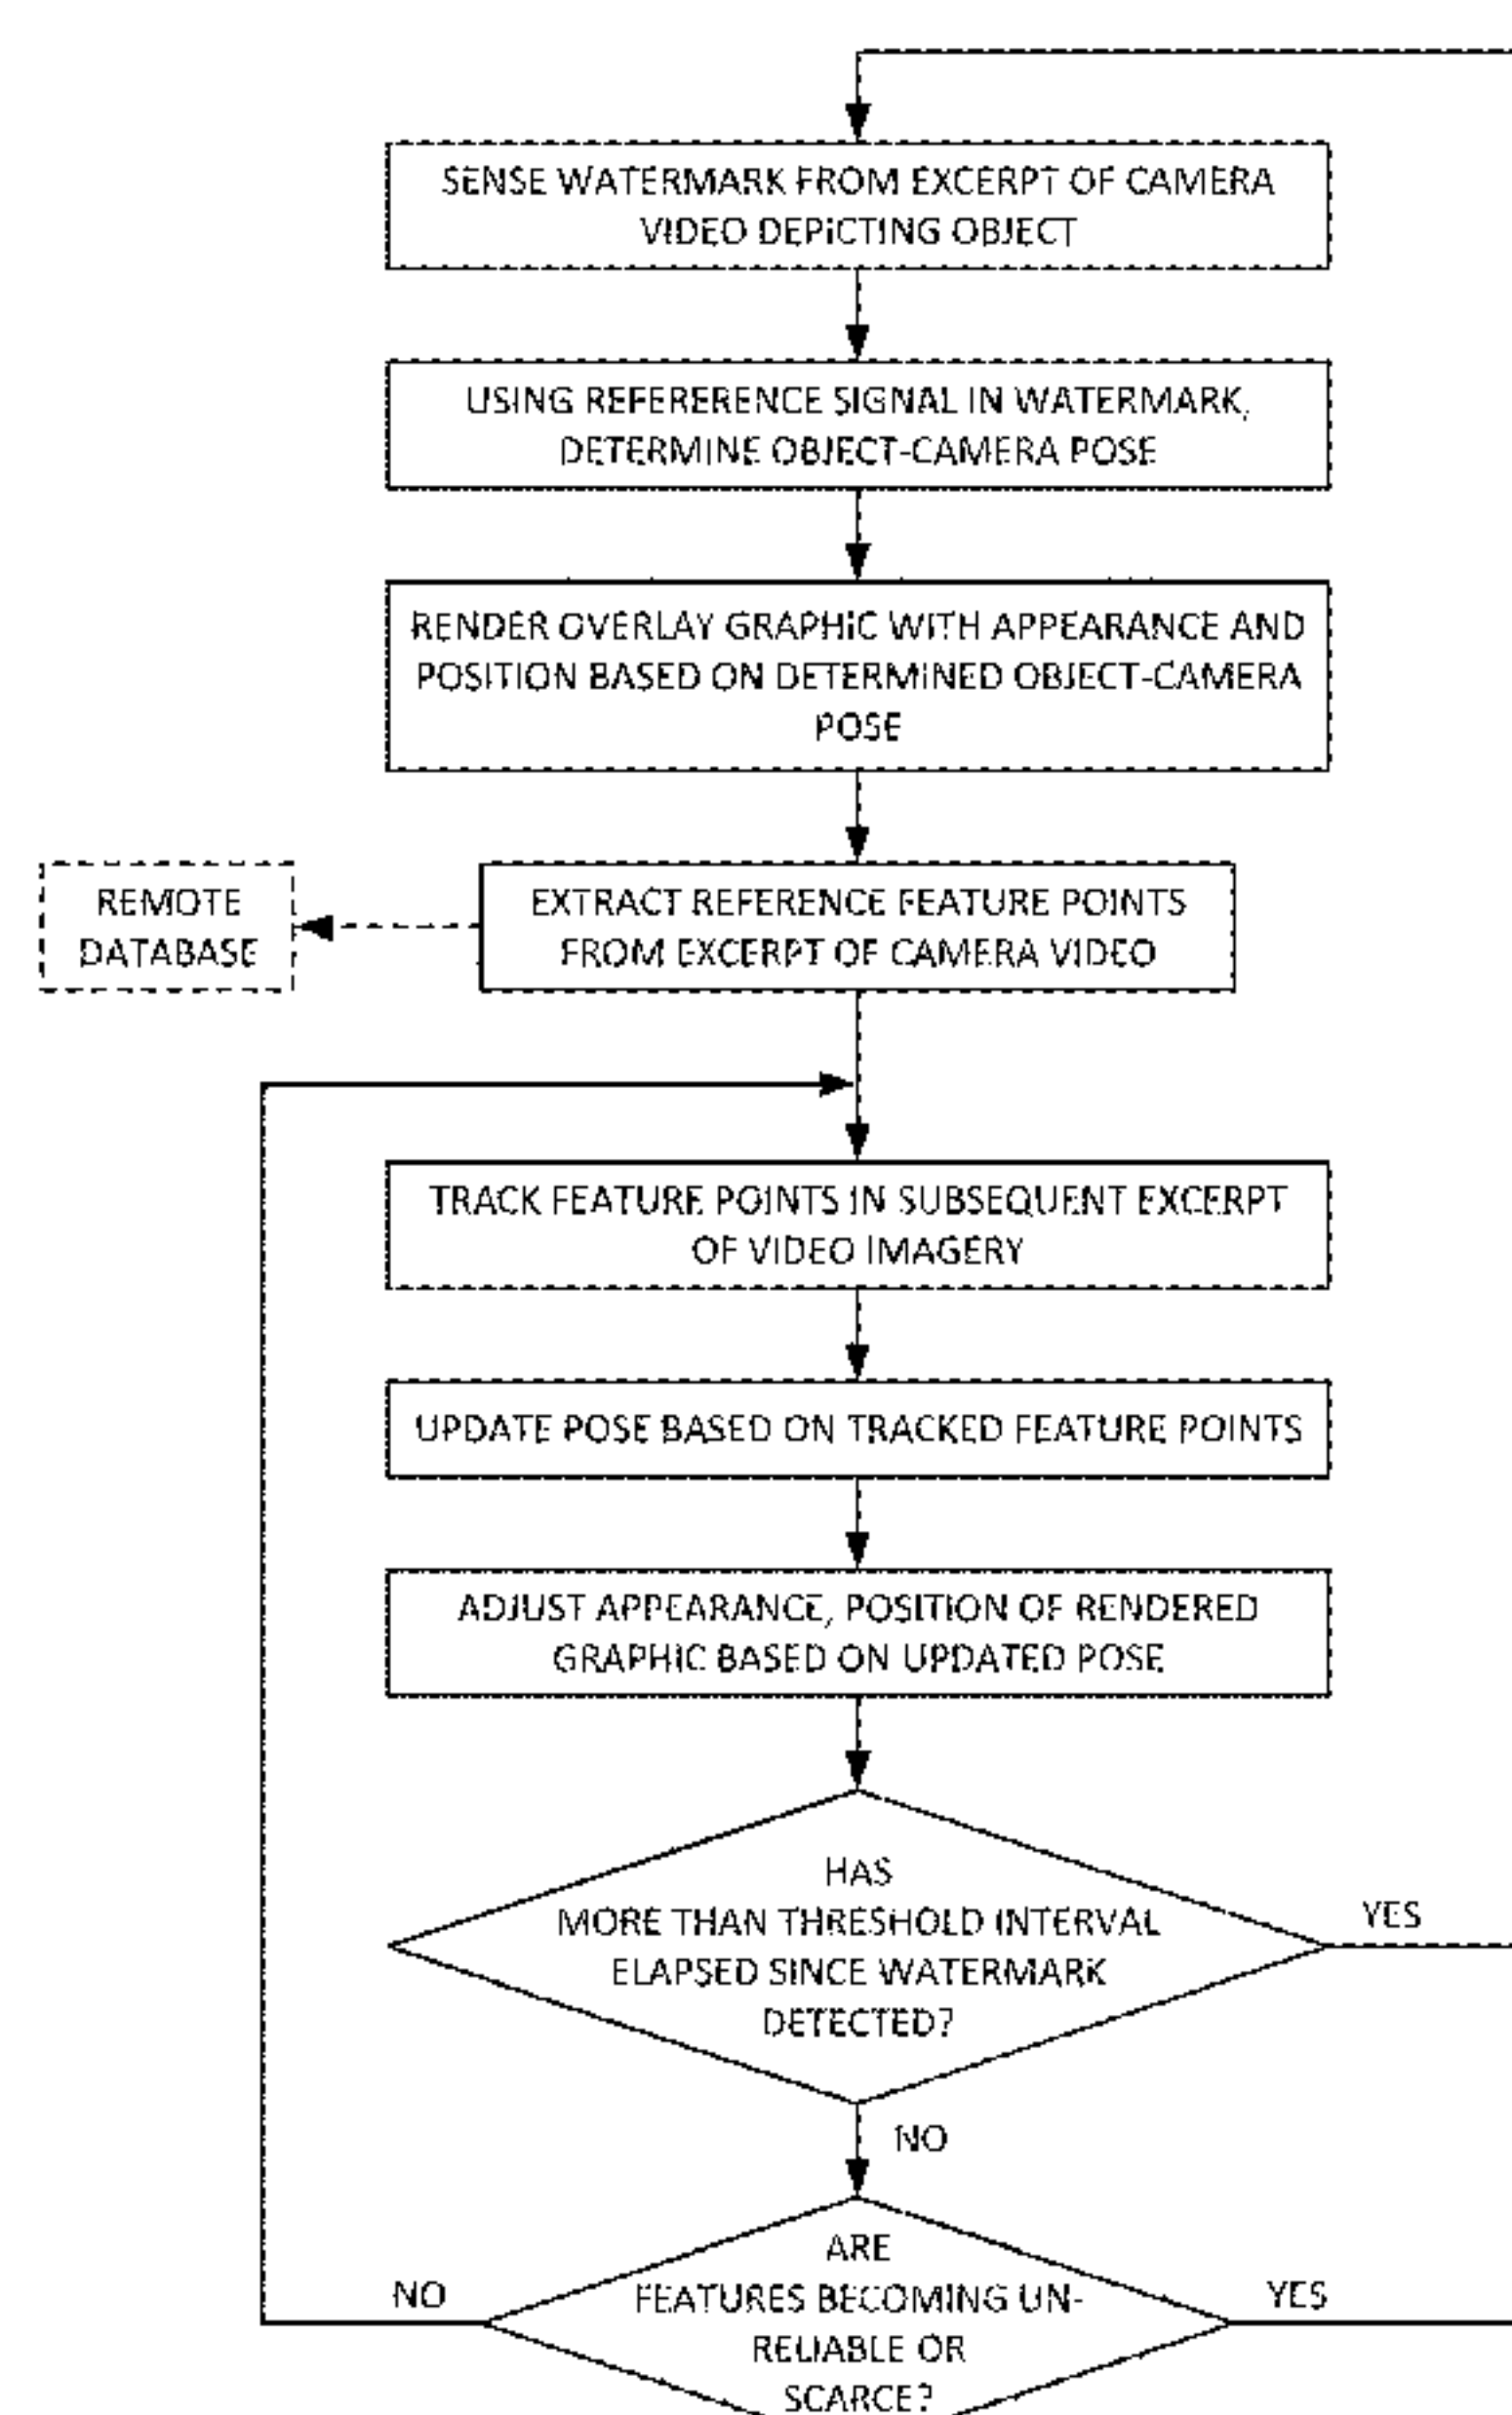 SENSE WATERMARK FROM EXCERPT OF CAMERA
VIDEO DEPICTING OBJECT
USING REFERERENCE SIGNAL IN WATERMARK,
DETERMINE OBJECT-CAMERA POSE
RENDER OVERLAY GRAPHIC WITH APPEARANCE AND
POSITION BASED ON DETERMINED OBJECT-CAMERA
POSE
REMOTE
DATABASE
EXTRACT REFERENCE FEATURE POINTS
FROM EXCERPT OF CAMERA VIDEO
TRACK FEATURE POINTS IN SUBSEQUENT EXCERPT
OF VIDEO IMAGERY
UPDATE POSE BASED ON TRACKED FEATURE POINTS
ADJUST APPEARANCE, POSITION OF RENDERED
GRAPHIC BASED ON UPDATED POSE
HAS
MORE THAN THRESHOLD INTERVAL
ELAPSED SINCE WATERMARK
DETECTED?
YES
NO
ARE
FEATURES BECOMING UN-
RELIABLE OR
SCARCE?
NO
YES